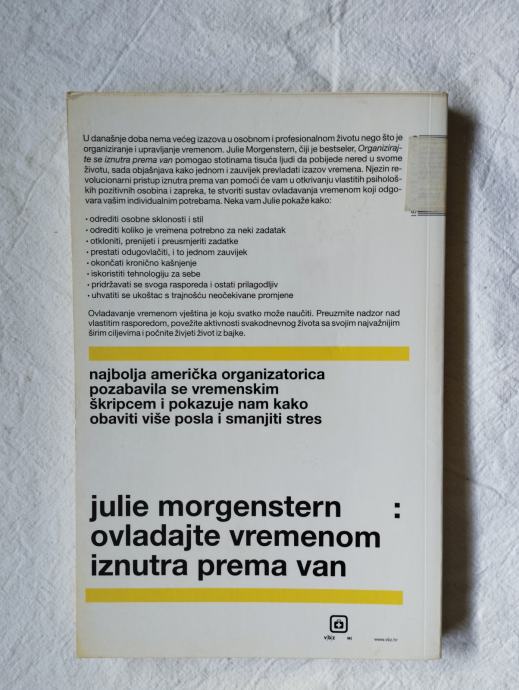 U današnje doba nema većeg izazova u osobnom i profesionalnom životu nego što je
organiziranje i upravljanje vremenom. Julie Morgenstern, čiji je bestseler, Organiziraj-
te se iznutra prema van pomogao stotinama tisuća ljudi da pobijede nered u svome
životu, sada objašnjava kako jednom i zauvijek prevladati izazov vremena. Njezin re-
volucionarni pristup iznutra prema van pomoći će vam u otkrivanju vlastitih psihološ-
kih pozitivnih osobina i zapreka, te stvoriti sustav ovladavanja vremenom koji odgo-
vara vašim individualnim potrebama. Neka vam Julie pokaže kako:
· odrediti osobne sklonosti i stil
· odrediti koliko je vremena potrebno za neki zadatak
· otkloniti, prenijeti i preusmjeriti zadatke
· prestati odugovlačiti, i to jednom zauvijek
· okončati kronično kašnjenje
· iskoristiti tehnologiju za sebe
· pridržavati se svoga rasporeda i ostati prilagodljiv
· uhvatiti se ukoštac s trajnošću neočekivane promjene
Ovladavanje vremenom vještina je koju svatko može naučiti. Preuzmite nadzor nad
vlastitim rasporedom, povežite aktivnosti svakodnevnog života sa svojim najvažnijim
širim ciljevima i počnite živjeti život iz bajke.
najbolja američka organizatorica
pozabavila se vremenskim
škripcem i pokazuje nam kako
obaviti više posla i smanjiti stres
julie morgenstern :
ovladajte vremenom
iznutra prema van
www.vbz.hr